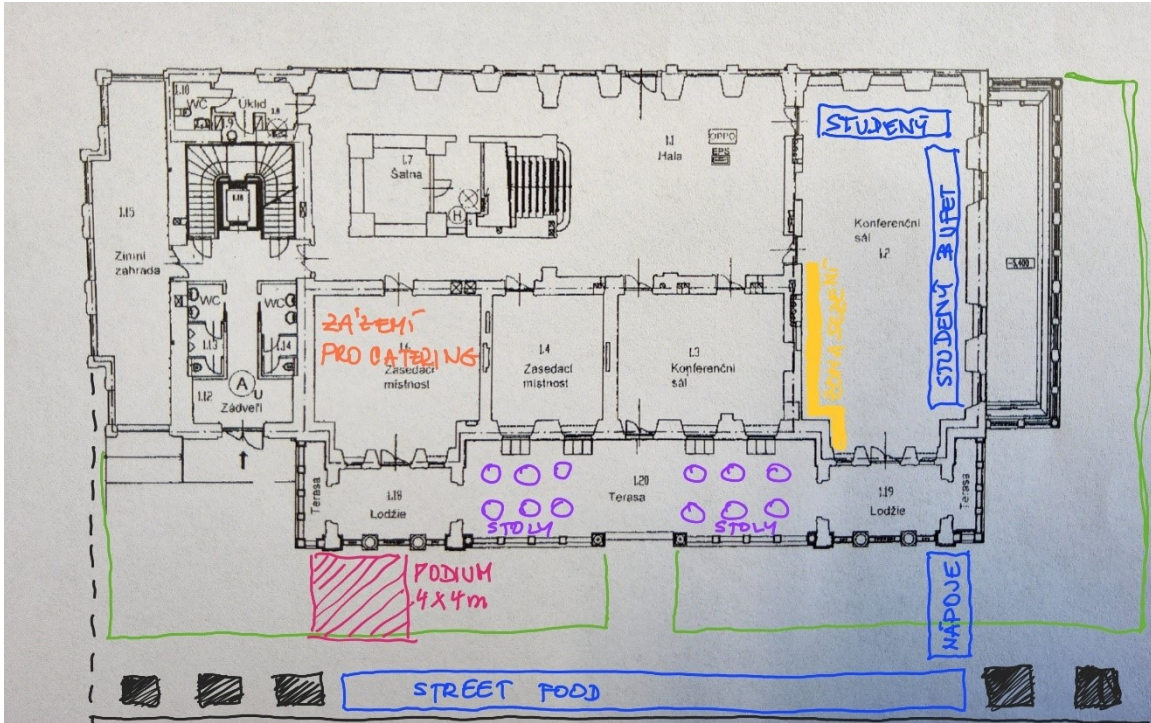 1.10
WC
Úklid
1.9
1.8
1.7
Šatna
H
1.1
Hala
OPPO
EPS
STUDENÝ
STUDENÝ BUFET
Konferenční
sál
1.2
-3,400
1.15
Zimní
zahrada
WC
WC
1.13
1.14
1.12
A
U
Zádveří
ZÁZEMÍ
PRO CATERING
1.6
Zasedací
místnost
1.4
Zasedací
místnost
1.3
Konferenční
sál
Terasa
1.18
Lodžie
STOLY
1.20
Terasa
STOLY
1.19
Lodžie
Terasa
PODIUM
4x4m
NÁPOJE
STREET FOOD